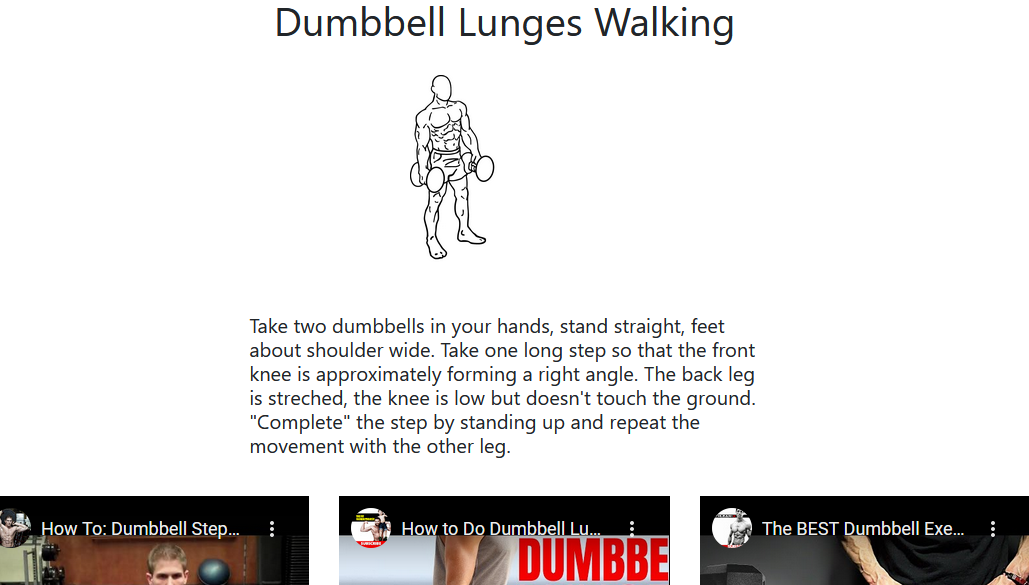 Dumbbell Lunges Walking
Take two dumbbells in your hands, stand straight, feet
about shoulder wide. Take one long step so that the front
knee is approximately forming a right angle. The back leg
is streched, the knee is low but doesn't touch the ground.
"Complete" the step by standing up and repeat the
movement with the other leg.
How To: Dumbbell Step...
How to Do Dumbbell Lu...
The BEST Dumbbell Exe...
SUBSCRIBE
DUMBBE